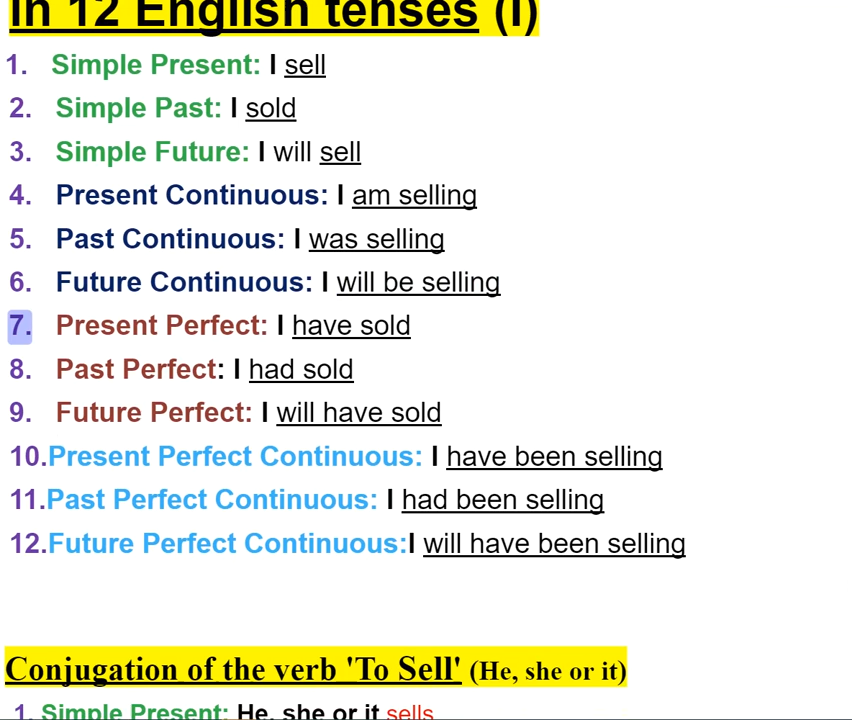 in 12 English tenses (I)
1. Simple Present: I sell
2. Simple Past: I sold
3. Simple Future: I will sell
4. Present Continuous: I am selling
5. Past Continuous: I was selling
6. Future Continuous: I will be selling
7. Present Perfect: I have sold
8. Past Perfect: I had sold
9. Future Perfect: I will have sold
10.Present Perfect Continuous: I have been selling
11.Past Perfect Continuous: I had been selling
12.Future Perfect Continuous:I will have been selling
Conjugation of the verb 'To Sell' (He, she or it)
1. Simple Present: He, she or it sells